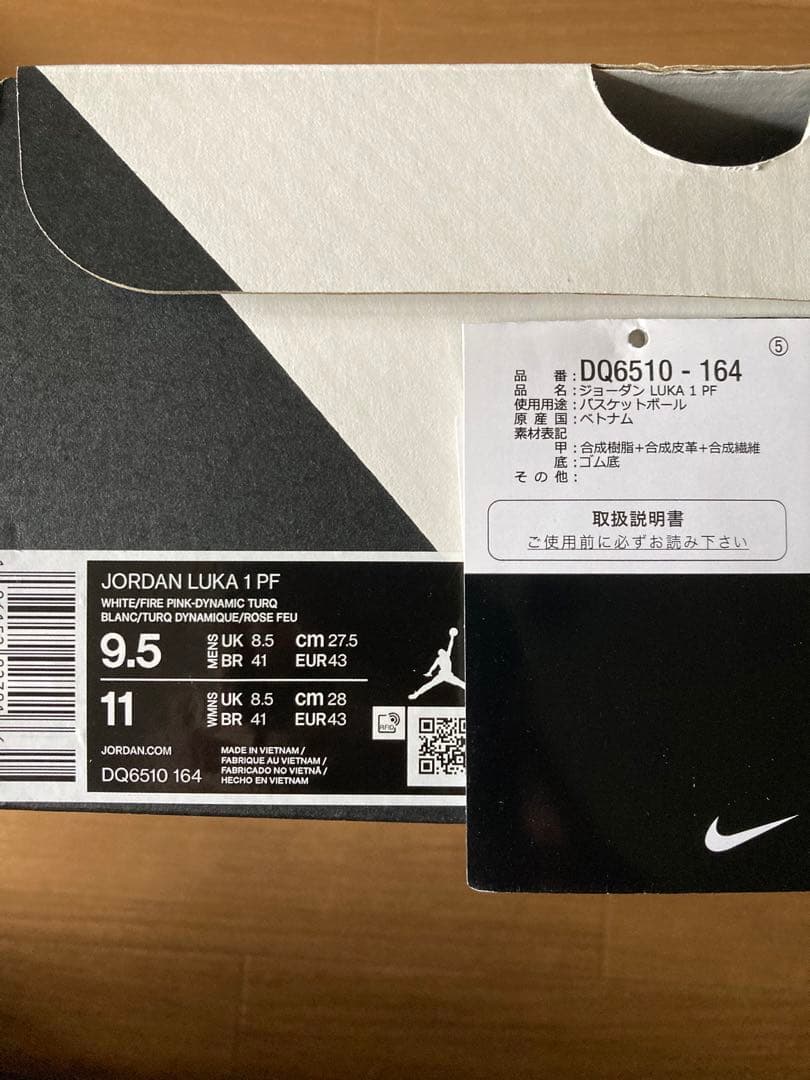 ⑤
品 番:DQ6510 - 164
品 名:ジョーダン LUKA 1 PF
使用用途:バスケットボール
原産国:ベトナム
素材表記
甲:合成樹脂+合成皮革+合成繊維
底:ゴム底
その他:
取扱説明書
ご使用前に必ずお読み下さい
JORDAN LUKA 1 PF
WHITE/FIRE PINK-DYNAMIC TURQ
BLANC/TURQ DYNAMIQUE/ROSE FEU
9.5 MENS UK 8.5 cm 27.5
BR 41 EUR 43
11 WMNS UK 8.5 cm 28
BR 41 EUR 43
RFID
JORDAN.COM
DQ6510 164
MADE IN VIETNAM /
FABRIQUE AU VIETNAM /
FABRICADO NO VIETNÃ /
HECHO EN VIETNAM